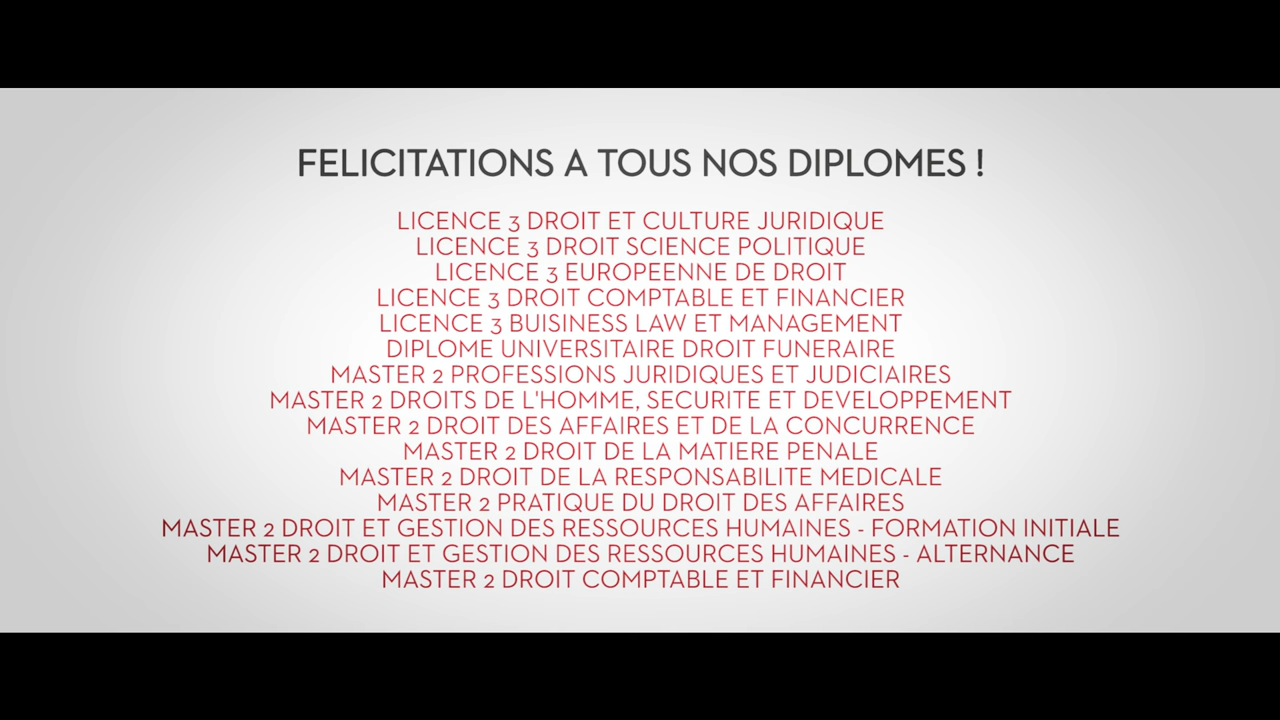 FELICITATIONS A TOUS NOS DIPLOMES !
LICENCE 3 DROIT ET CULTURE JURIDIQUE
LICENCE 3 DROIT SCIENCE POLITIQUE
LICENCE 3 EUROPEENNE DE DROIT
LICENCE 3 DROIT COMPTABLE ET FINANCIER
LICENCE 3 BUISINESS LAW ET MANAGEMENT
DIPLOME UNIVERSITAIRE DROIT FUNERAIRE
MASTER 2 PROFESSIONS JURIDIQUES ET JUDICIAIRES
MASTER 2 DROITS DE L'HOMME, SECURITE ET DEVELOPPEMENT
MASTER 2 DROIT DES AFFAIRES ET DE LA CONCURRENCE
MASTER 2 DROIT DE LA MATIERE PENALE
MASTER 2 DROIT DE LA RESPONSABILITE MEDICALE
MASTER 2 PRATIQUE DU DROIT DES AFFAIRES
MASTER 2 DROIT ET GESTION DES RESSOURCES HUMAINES - FORMATION INITIALE
MASTER 2 DROIT ET GESTION DES RESSOURCES HUMAINES - ALTERNANCE
MASTER 2 DROIT COMPTABLE ET FINANCIER